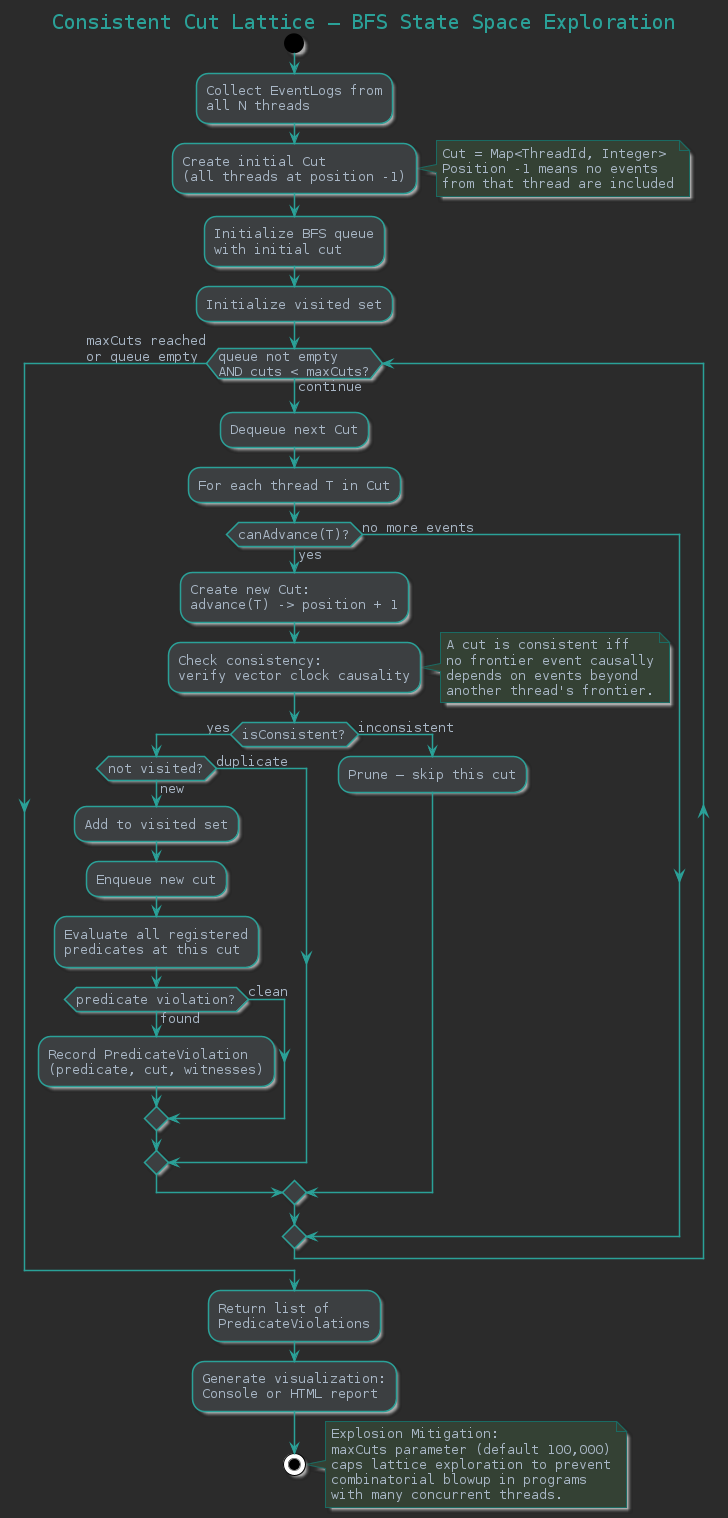 Consistent Cut Lattice — BFS State Space Exploration
Collect EventLogs from
all N threads
Create initial Cut
(all threads at position -1)
Cut = Map<ThreadId, Integer>
Position -1 means no events
from that thread are included
Initialize BFS queue
with initial cut
Initialize visited set
maxCuts reached
or queue empty
queue not empty
AND cuts < maxCuts?
continue
Dequeue next Cut
For each thread T in Cut
canAdvance(T)?
no more events
yes
Create new Cut:
advance(T) -> position + 1
Check consistency:
verify vector clock causality
A cut is consistent iff
no frontier event causally
depends on events beyond
another thread's frontier.
yes
isConsistent?
inconsistent
not visited?
duplicate
Prune — skip this cut
new
Add to visited set
Enqueue new cut
Evaluate all registered
predicates at this cut
predicate violation?
clean
found
Record PredicateViolation
(predicate, cut, witnesses)
Return list of
PredicateViolations
Generate visualization:
Console or HTML report
Explosion Mitigation:
maxCuts parameter (default 100,000)
caps lattice exploration to prevent
combinatorial blowup in programs
with many concurrent threads.